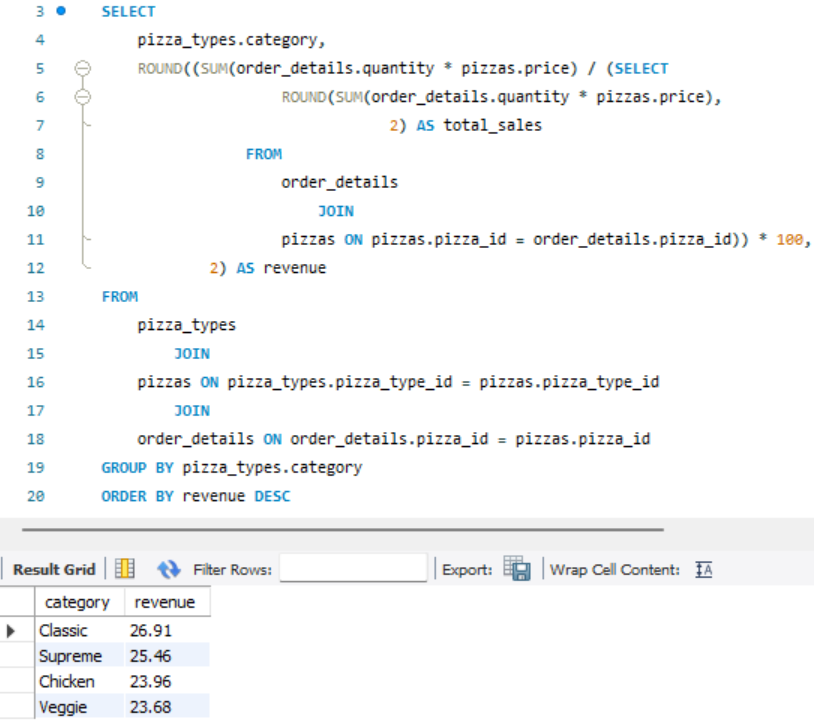 3 SELECT
4 pizza_types.category,
5 ROUND((SUM(order_details.quantity * pizzas.price) / (SELECT
6 ROUND(SUM(order_details.quantity * pizzas.price),
7 2) AS total_sales
8 FROM
9 order_details
10 JOIN
11 pizzas ON pizzas.pizza_id = order_details.pizza_id)) * 100,
12 2) AS revenue
13 FROM
14 pizza_types
15 JOIN
16 pizzas ON pizza_types.pizza_type_id = pizzas.pizza_type_id
17 JOIN
18 order_details ON order_details.pizza_id = pizzas.pizza_id
19 GROUP BY pizza_types.category
20 ORDER BY revenue DESC
Result Grid Filter Rows: Export: Wrap Cell Content: IA
category revenue
Classic 26.91
Supreme 25.46
Chicken 23.96
Veggie 23.68